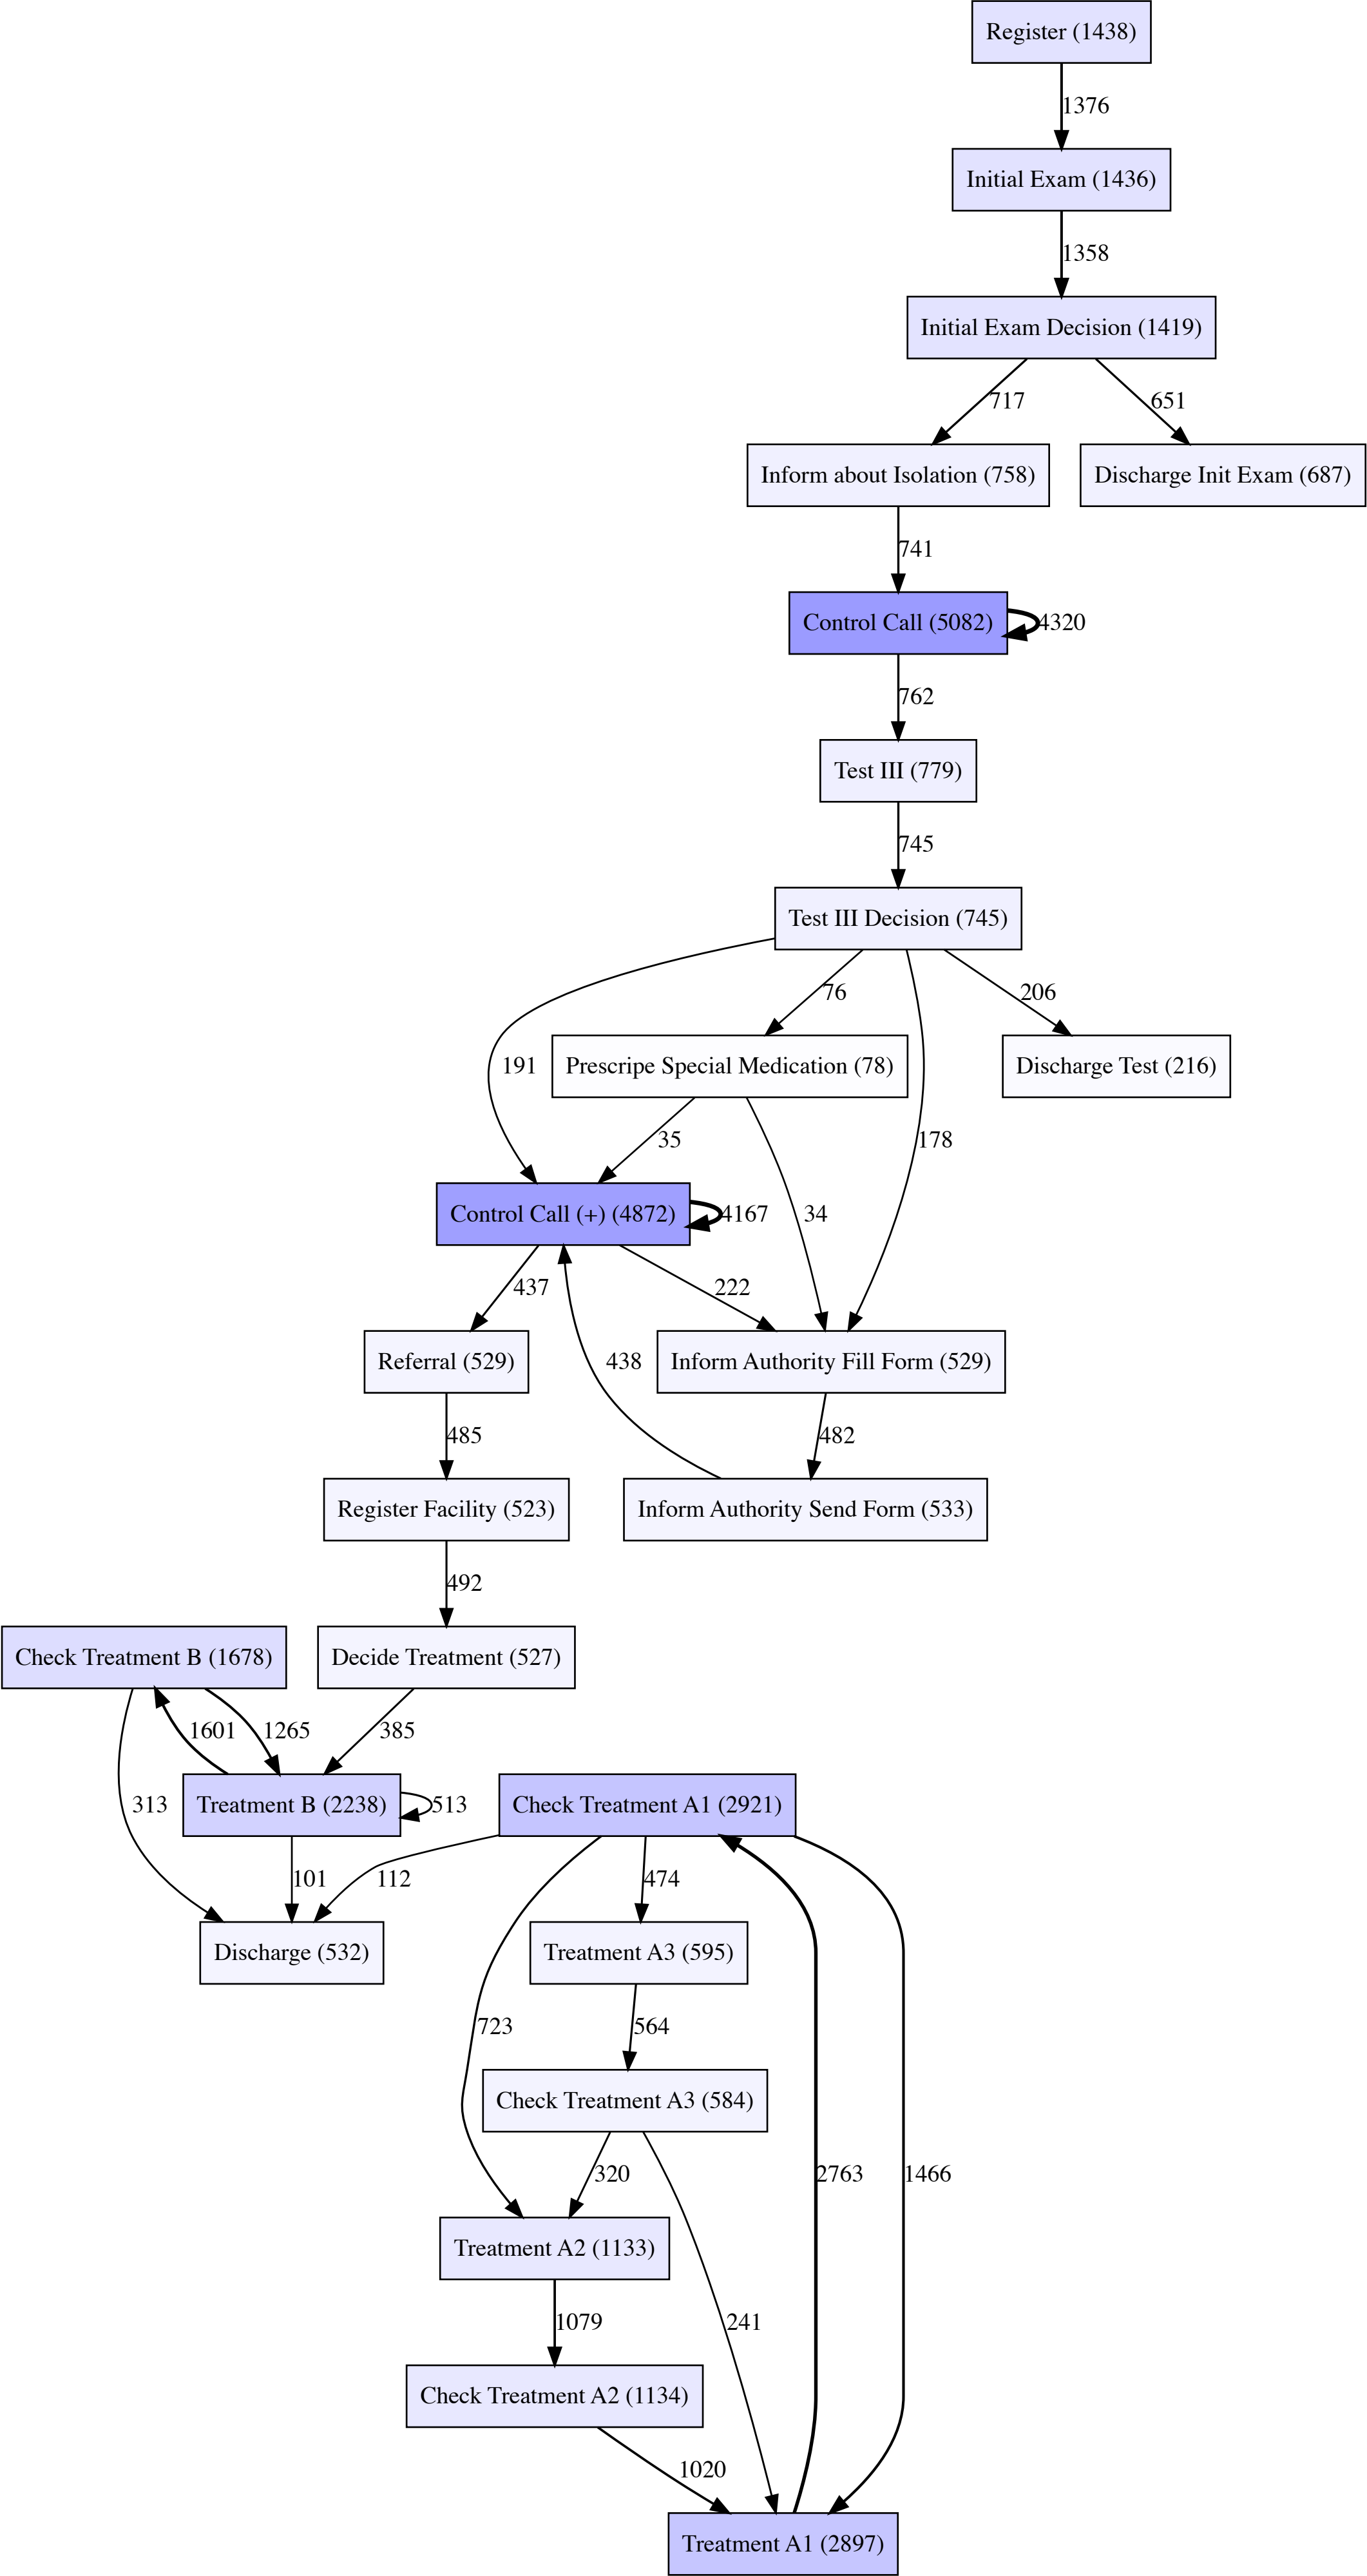 Register (1438)
1376
Initial Exam (1436)
1358
Initial Exam Decision (1419)
717
651
Inform about Isolation (758)
Discharge Init Exam (687)
741
Control Call (5082)
4320
762
Test III (779)
745
Test III Decision (745)
76
206
191
Prescripe Special Medication (78)
Discharge Test (216)
35
178
Control Call (+) (4872)
4167
34
437
222
Referral (529)
438
Inform Authority Fill Form (529)
485
482
Register Facility (523)
Inform Authority Send Form (533)
492
Check Treatment B (1678)
Decide Treatment (527)
1601
1265
385
313
Treatment B (2238)
513
Check Treatment A1 (2921)
101
112
474
Discharge (532)
Treatment A3 (595)
723
564
Check Treatment A3 (584)
320
2763
1466
Treatment A2 (1133)
1079
241
Check Treatment A2 (1134)
1020
Treatment A1 (2897)